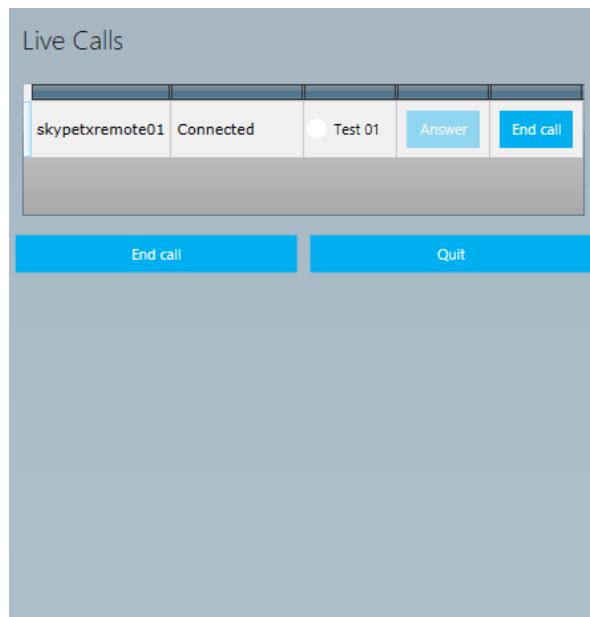 Live Calls
skypetxremote01 Connected Test 01 Answer End call
End call Quit